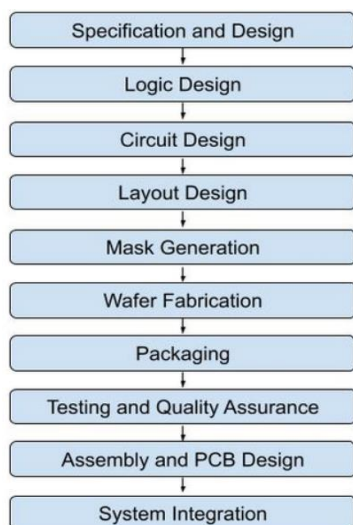 Specification and Design
Logic Design
Circuit Design
Layout Design
Mask Generation
Wafer Fabrication
Packaging
Testing and Quality Assurance
Assembly and PCB Design
System Integration